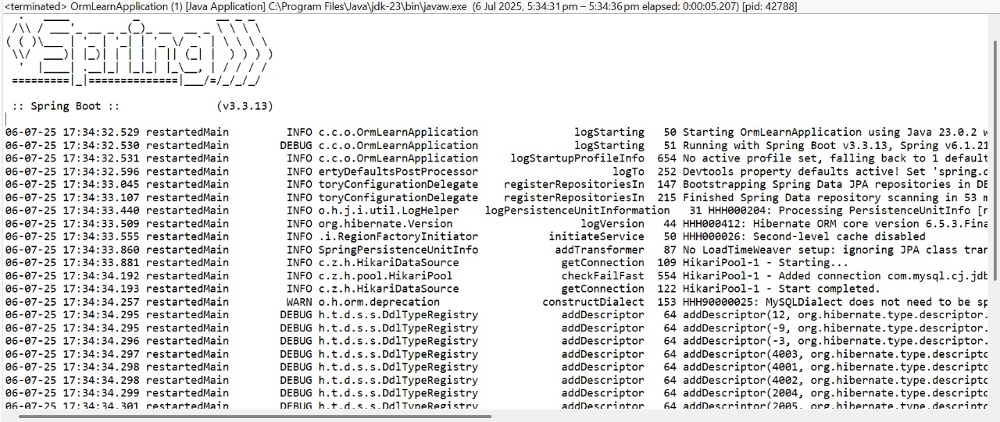 <terminated> OrmLearnApplication (1) [Java Application] C:\Program Files\Java\jdk-23\bin\javaw.exe (6 Jul 2025, 5:34:31 pm – 5:34:36 pm elapsed: 0:00:05.207) [pid: 42788]
:: Spring Boot :: (v3.3.13)
06-07-25 17:34:32.529 restartedMain INFO c.c.o.OrmLearnApplication logStarting 50 Starting OrmLearnApplication using Java 23.0.2 w
06-07-25 17:34:32.530 restartedMain DEBUG c.c.o.OrmLearnApplication logStarting 51 Running with Spring Boot v3.3.13, Spring v6.1.21
06-07-25 17:34:32.531 restartedMain INFO c.c.o.OrmLearnApplication logStartupProfileInfo 654 No active profile set, falling back to 1 default
06-07-25 17:34:32.596 restartedMain INFO ertyDefaultsPostProcessor logTo 252 Devtools property defaults active! Set 'spring.d
06-07-25 17:34:33.045 restartedMain INFO toryConfigurationDelegate registerRepositoriesIn 147 Bootstrapping Spring Data JPA repositories in DE
06-07-25 17:34:33.107 restartedMain INFO toryConfigurationDelegate registerRepositoriesIn 215 Finished Spring Data repository scanning in 53 m
06-07-25 17:34:33.440 restartedMain INFO o.h.j.i.util.LogHelper logPersistenceUnitInformation 31 HHH000204: Processing PersistenceUnitInfo [n
06-07-25 17:34:33.509 restartedMain INFO org.hibernate.Version logVersion 44 HHH000412: Hibernate ORM core version 6.5.3.Fina
06-07-25 17:34:33.555 restartedMain INFO .i.RegionFactoryInitiator initiateService 50 HHH000026: Second-level cache disabled
06-07-25 17:34:33.860 restartedMain INFO SpringPersistenceUnitInfo addTransformer 87 No LoadTimeWeaver setup: ignoring JPA class tran
06-07-25 17:34:33.881 restartedMain INFO c.z.h.HikariDataSource getConnection 109 HikariPool-1 - Starting...
06-07-25 17:34:34.192 restartedMain INFO c.z.h.pool.HikariPool checkFailFast 554 HikariPool-1 - Added connection com.mysql.cj.jdb
06-07-25 17:34:34.193 restartedMain INFO c.z.h.HikariDataSource getConnection 122 HikariPool-1 - Start completed.
06-07-25 17:34:34.257 restartedMain WARN o.h.orm.deprecation constructDialect 153 HHH90000025: MySQLDialect does not need to be sp
06-07-25 17:34:34.295 restartedMain DEBUG h.t.d.s.s.DdlTypeRegistry addDescriptor 64 addDescriptor(12, org.hibernate.type.descriptor.
06-07-25 17:34:34.295 restartedMain DEBUG h.t.d.s.s.DdlTypeRegistry addDescriptor 64 addDescriptor(-9, org.hibernate.type.descriptor.
06-07-25 17:34:34.296 restartedMain DEBUG h.t.d.s.s.DdlTypeRegistry addDescriptor 64 addDescriptor(-3, org.hibernate.type.descriptor.
06-07-25 17:34:34.297 restartedMain DEBUG h.t.d.s.s.DdlTypeRegistry addDescriptor 64 addDescriptor(4003, org.hibernate.type.descripto
06-07-25 17:34:34.298 restartedMain DEBUG h.t.d.s.s.DdlTypeRegistry addDescriptor 64 addDescriptor(4001, org.hibernate.type.descripto
06-07-25 17:34:34.298 restartedMain DEBUG h.t.d.s.s.DdlTypeRegistry addDescriptor 64 addDescriptor(4002, org.hibernate.type.descripto
06-07-25 17:34:34.299 restartedMain DEBUG h.t.d.s.s.DdlTypeRegistry addDescriptor 64 addDescriptor(2004, org.hibernate.type.descripto
06-07-25 17:34:34.301 restartedMain DEBUG h.t.d.s.s.DdlTypeRegistry addDescriptor 64 addDescriptor(2005, org.hibernate.type.descripto